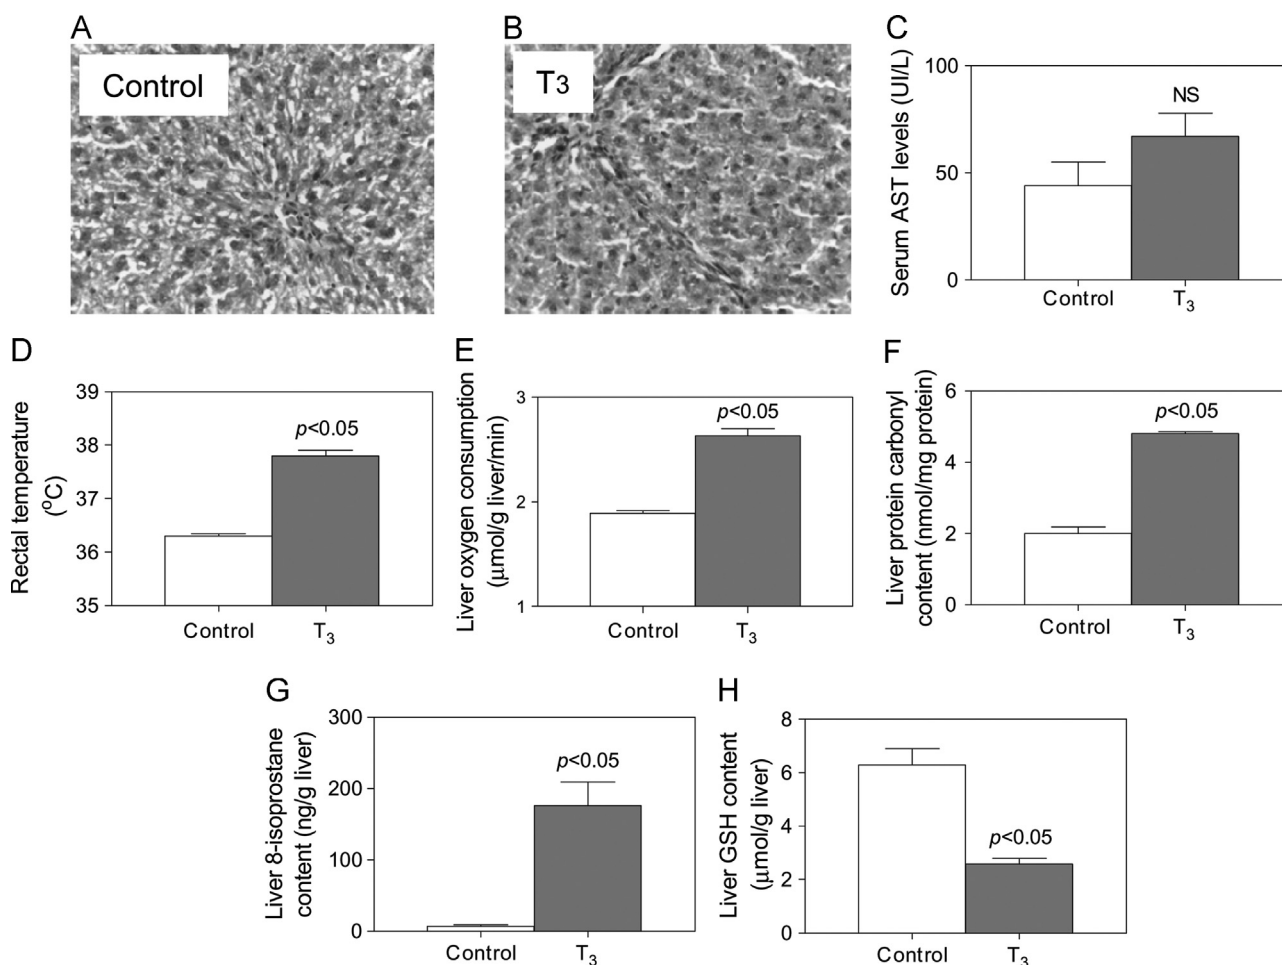 A
Control
B
T3
C
Serum AST levels (UI/L)
100
50
0
NS
Control
T3
D
Rectal temperature
(oC)
39
38
37
36
35
p<0.05
Control
T3
E
Liver oxygen consumption
(μmol/g liver/min)
3
2
1
p<0.05
Control
T3
F
Liver protein carbonyl
content (nmol/mg protein)
6
4
2
0
p<0.05
Control
T3
G
Liver 8-isoprostane
content (ng/g liver)
300
200
100
0
p<0.05
Control
T3
H
Liver GSH content
(μmol/g liver)
8
6
4
2
0
p<0.05
Control
T3